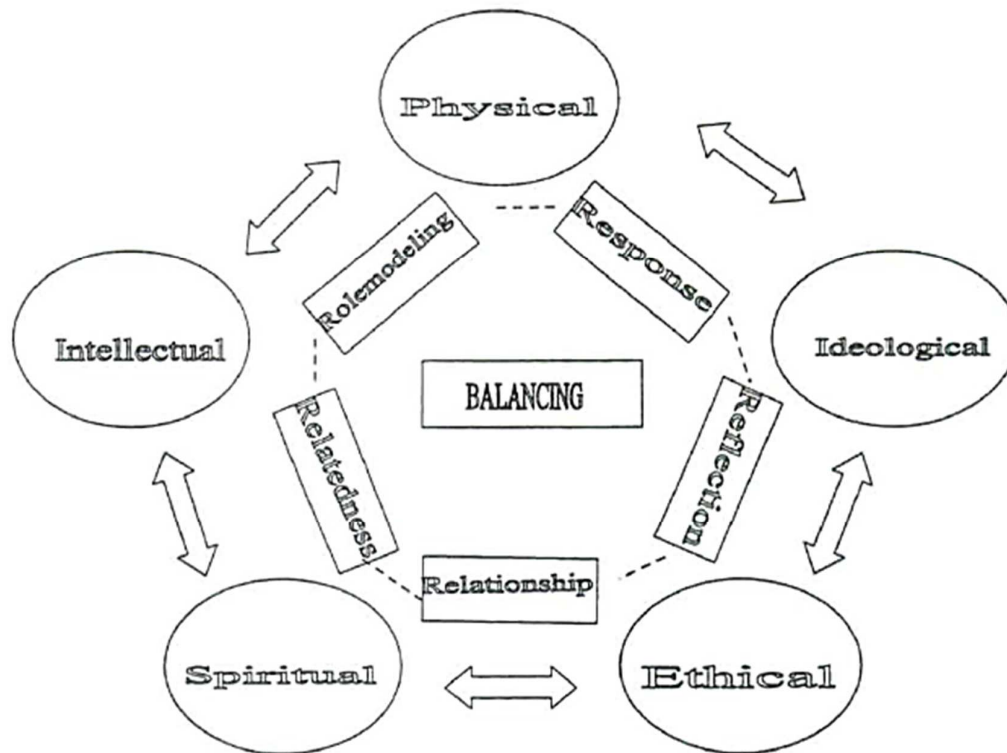 Physical
Rolemodeling
Response
Intellectual
Ideological
BALANCING
Relatedness
Reflection
Relationship
Spiritual
Ethical